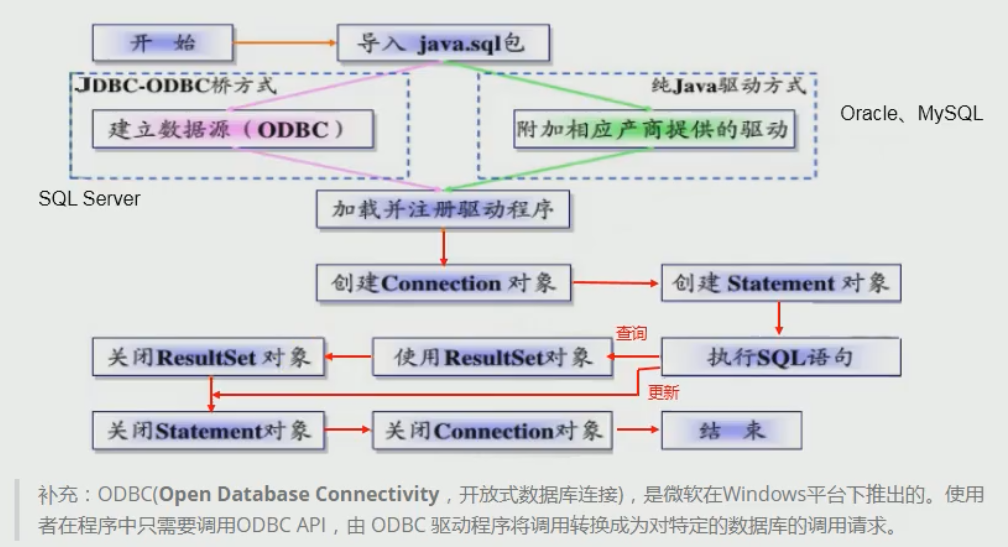 开 始
导入 java.sql包
JDBC-ODBC桥方式
纯Java驱动方式
建立数据源（ODBC）
附加相应产商提供的驱动
Oracle、MySQL
SQL Server
加载并注册驱动程序
创建Connection 对象
创建 Statement 对象
查询
关闭ResultSet 对象
使用ResultSet对象
执行SQL语句
更新
关闭Statement对象
关闭Connection对象
结 束
补充：ODBC(Open Database Connectivity，开放式数据库连接)，是微软在Windows平台下推出的。使用
者在程序中只需要调用ODBC API，由 ODBC 驱动程序将调用转换成为对特定的数据库的调用请求。